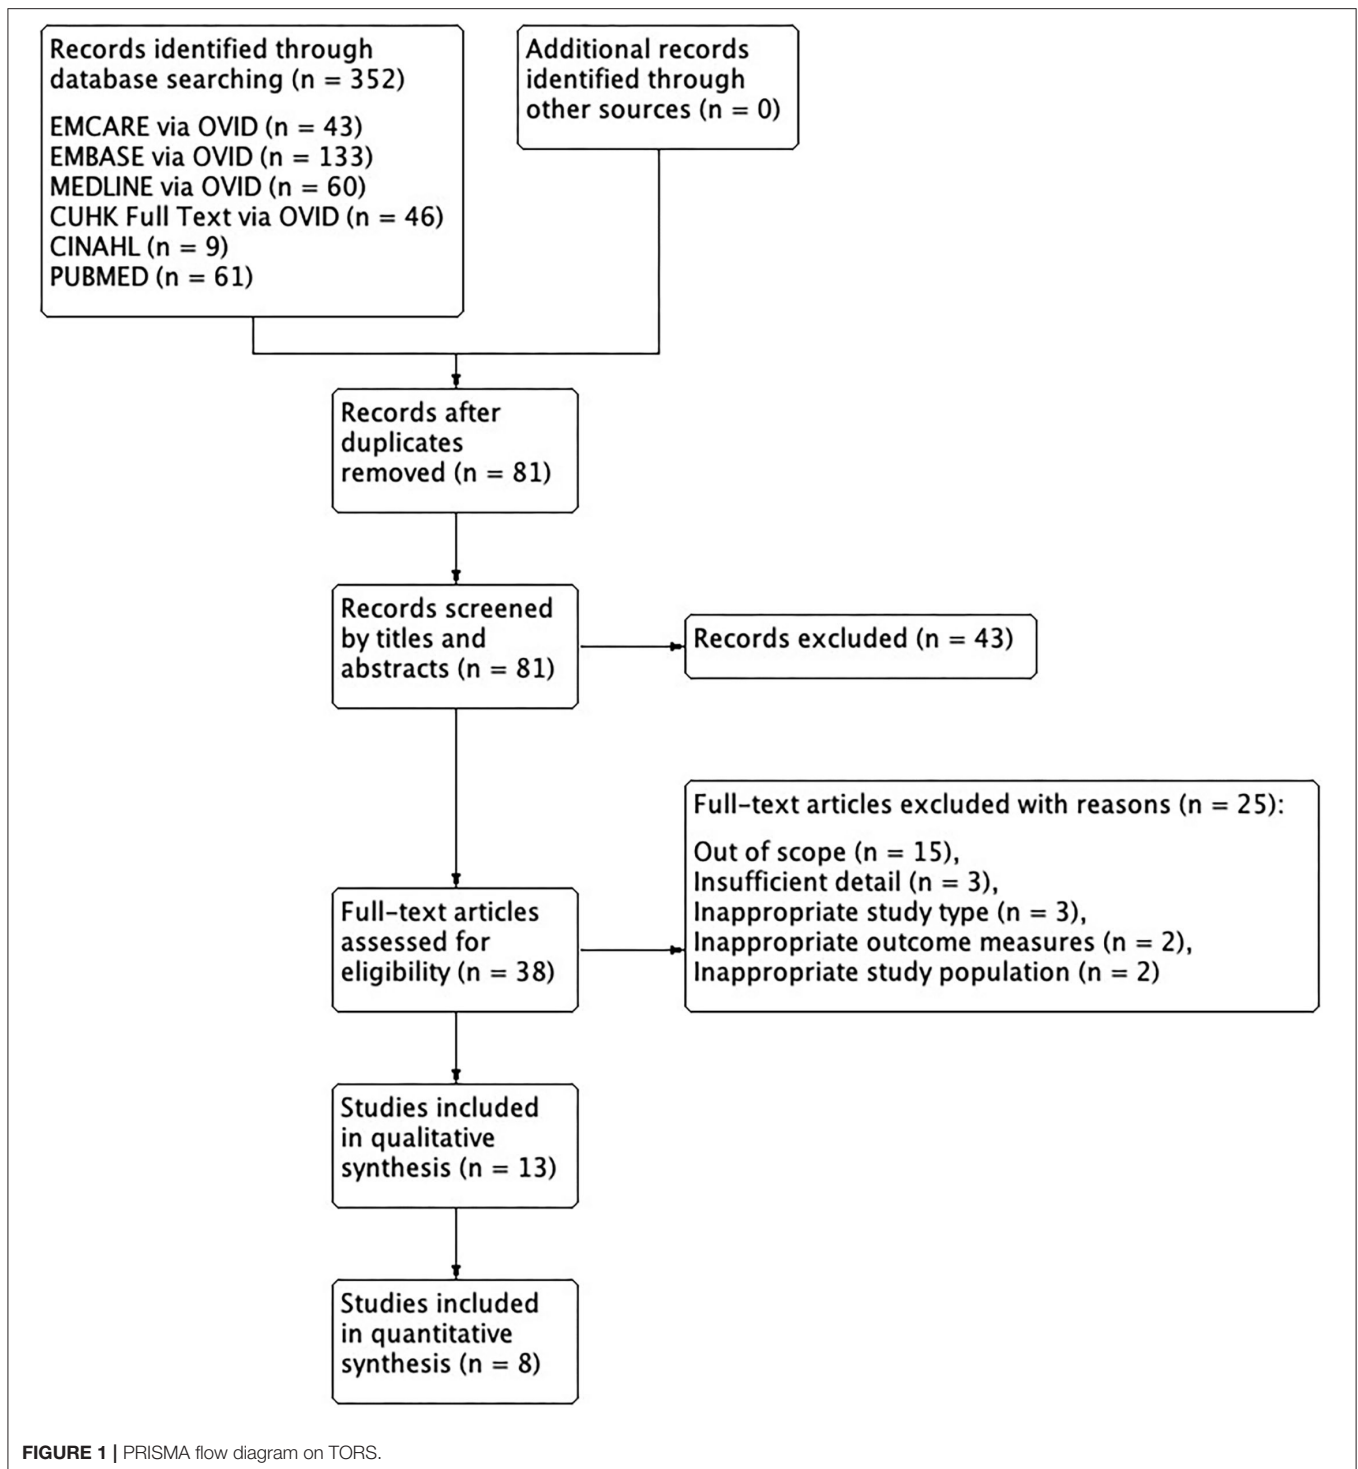 Records identified through
database searching (n = 352)
EMCARE via OVID (n = 43)
EMBASE via OVID (n = 133)
MEDLINE via OVID (n = 60)
CUHK Full Text via OVID (n = 46)
CINAHL (n = 9)
PUBMED (n = 61)
Additional records
identified through
other sources (n = 0)
Records after
duplicates
removed (n = 81)
Records screened
by titles and
abstracts (n = 81)
Records excluded (n = 43)
Full-text articles
assessed for
eligibility (n = 38)
Full-text articles excluded with reasons (n = 25):
Out of scope (n = 15),
Insufficient detail (n = 3),
Inappropriate study type (n = 3),
Inappropriate outcome measures (n = 2),
Inappropriate study population (n = 2)
Studies included
in qualitative
synthesis (n = 13)
Studies included
in quantitative
synthesis (n = 8)
FIGURE 1 | PRISMA flow diagram on TORS.